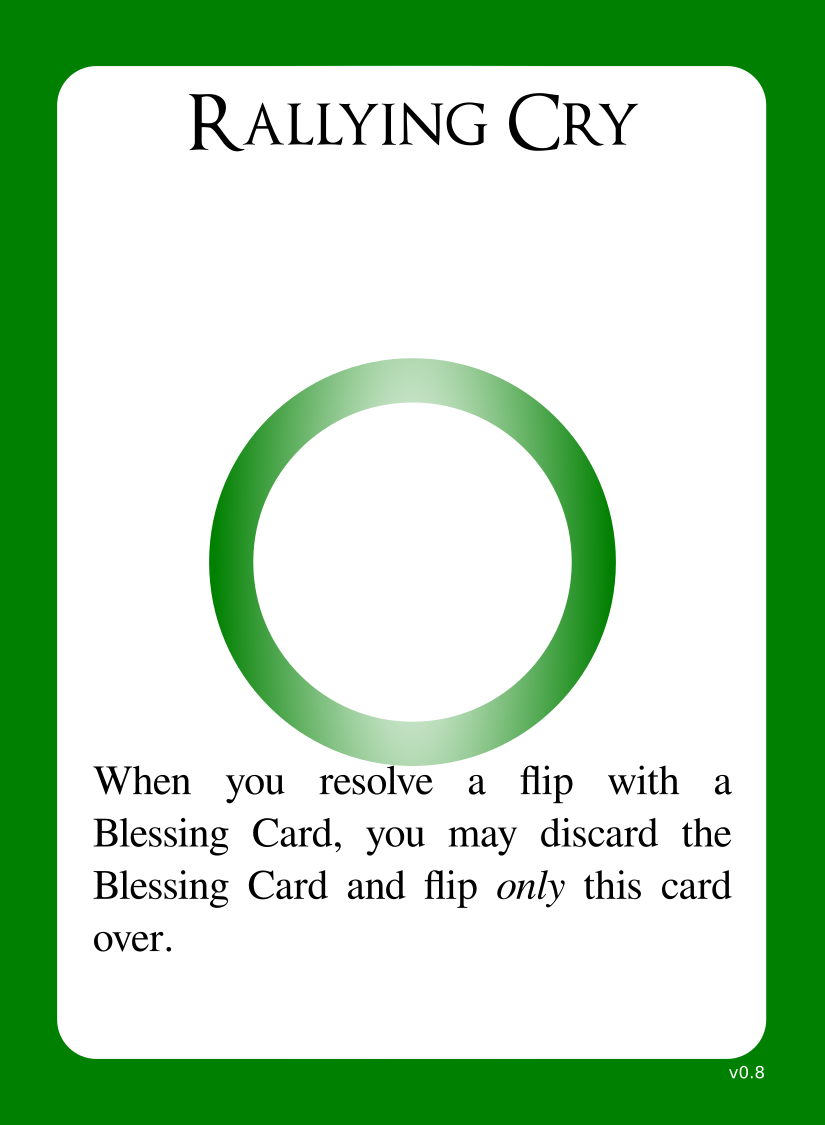 Rallying Cry
When you resolve a flip with a
Blessing Card, you may discard the
Blessing Card and flip only this card
over.
v0.8